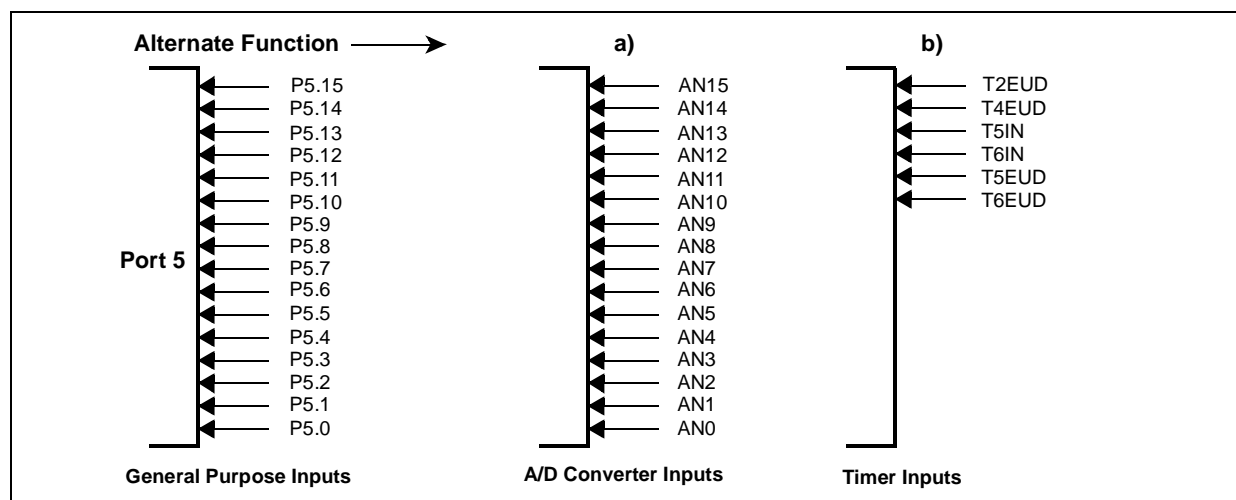 Alternate Function a) b)
P5.15 AN15 T2EUD
P5.14 AN14 T4EUD
P5.13 AN13 T5IN
P5.12 AN12 T6IN
P5.11 AN11 T5EUD
P5.10 AN10 T6EUD
P5.9 AN9
P5.8 AN8
Port 5 P5.7 AN7
P5.6 AN6
P5.5 AN5
P5.4 AN4
P5.3 AN3
P5.2 AN2
P5.1 AN1
P5.0 AN0
General Purpose Inputs A/D Converter Inputs Timer Inputs